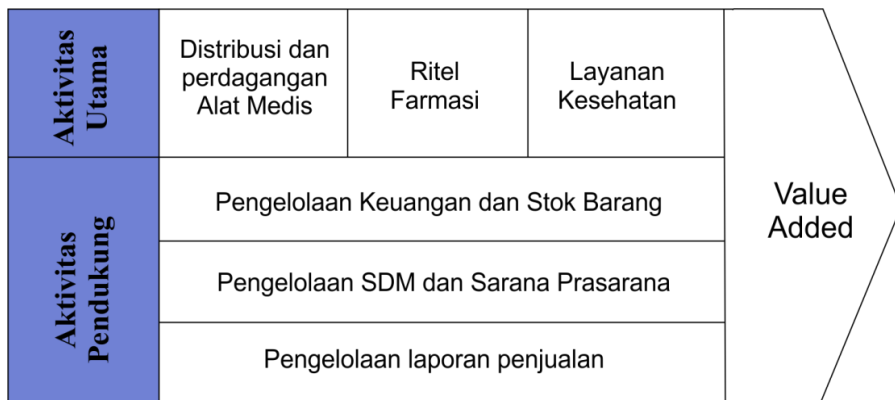 Aktivitas
Utama
Distribusi dan
perdagangan
Alat Medis
Ritel
Farmasi
Layanan
Kesehatan
Aktivitas
Pendukung
Pengelolaan Keuangan dan Stok Barang
Pengelolaan SDM dan Sarana Prasarana
Pengelolaan laporan penjualan
Value
Added